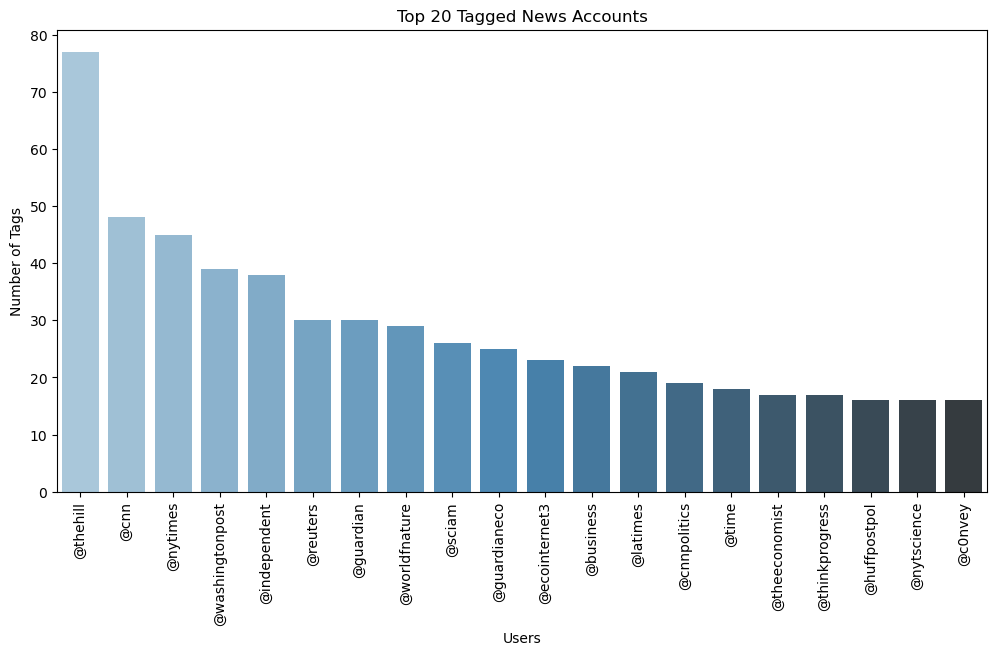 Top 20 Tagged News Accounts
Number of Tags
80
70
60
50
40
30
20
10
0
@thehill
@cnn
@nytimes
@washingtonpost
@independent
@reuters
@guardian
@worldfnature
@sciam
@guardianeco
@ecointernet3
@business
@latimes
@cnnpolitics
@time
@theeconomist
@thinkprogress
@huffpostpol
@nytscience
@c0nvey
Users